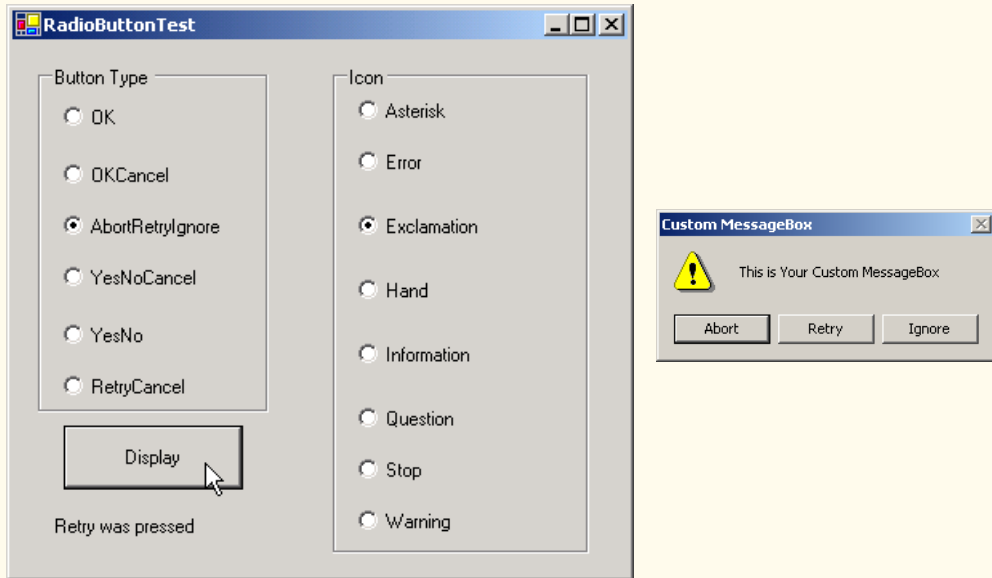 RadioButtonTest
Button Type
OK
OKCancel
AbortRetryIgnore
YesNoCancel
YesNo
RetryCancel
Display
Retry was pressed
Icon
Asterisk
Error
Exclamation
Hand
Information
Question
Stop
Warning
Custom MessageBox
This is Your Custom MessageBox
Abort
Retry
Ignore